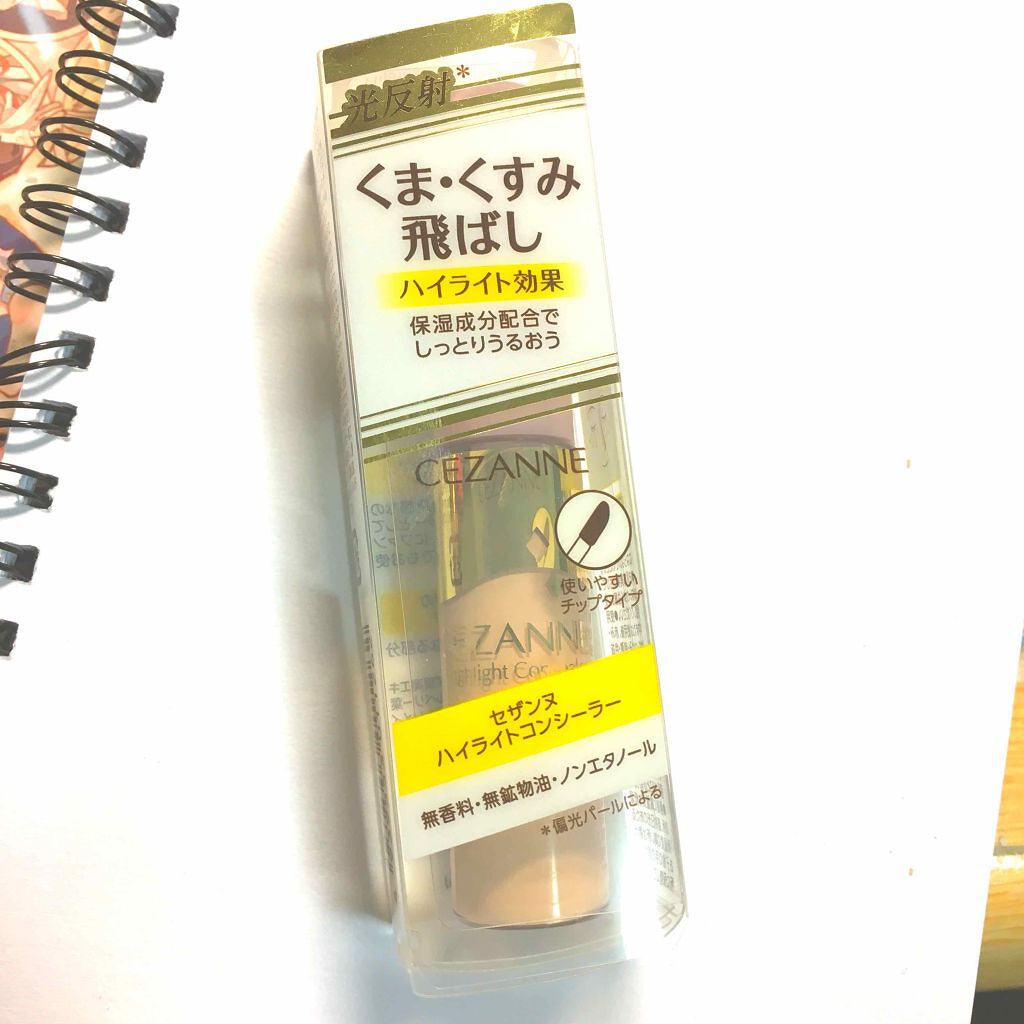 光反射*
くま・くすみ
飛ばし
ハイライト効果
保湿成分配合で
しっとりうるおう
CEZANNE
使いやすい
チップタイプ
ZANN
light
セザンヌ
ハイライトコンシーラー
無香料・無鉱物油・ノンエタノール
*偏光パールによる